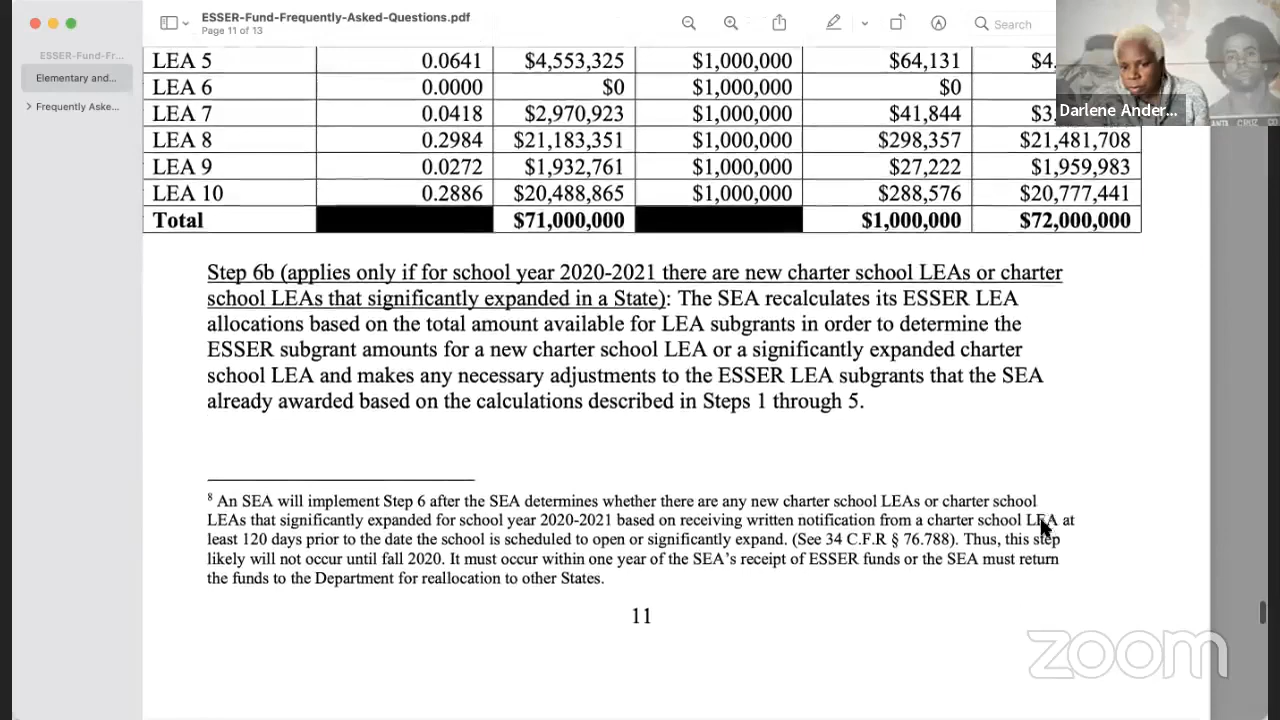 ESSER-Fund-Frequently-Asked-Questions.pdf
Page 11 of 13
Search
ESSER-Fund-Fr...
Elementary and...
Frequently Aske...
Darlene Ander...
LEA 5 0.0641 $4,553,325 $1,000,000 $64,131 $4.
LEA 6 0.0000 $0 $1,000,000 $0
LEA 7 0.0418 $2,970,923 $1,000,000 $41,844 $3.
LEA 8 0.2984 $21,183,351 $1,000,000 $298,357 $21,481,708
LEA 9 0.0272 $1,932,761 $1,000,000 $27,222 $1,959,983
LEA 10 0.2886 $20,488,865 $1,000,000 $288,576 $20,777,441
Total $71,000,000 $1,000,000 $72,000,000
Step 6b (applies only if for school year 2020-2021 there are new charter school LEAs or charter
school LEAs that significantly expanded in a State): The SEA recalculates its ESSER LEA
allocations based on the total amount available for LEA subgrants in order to determine the
ESSER subgrant amounts for a new charter school LEA or a significantly expanded charter
school LEA and makes any necessary adjustments to the ESSER LEA subgrants that the SEA
already awarded based on the calculations described in Steps 1 through 5.
8 An SEA will implement Step 6 after the SEA determines whether there are any new charter school LEAs or charter school
LEAs that significantly expanded for school year 2020-2021 based on receiving written notification from a charter school LEA at
least 120 days prior to the date the school is scheduled to open or significantly expand. (See 34 C.F.R § 76.788). Thus, this step
likely will not occur until fall 2020. It must occur within one year of the SEA's receipt of ESSER funds or the SEA must return
the funds to the Department for reallocation to other States.
11
zoom